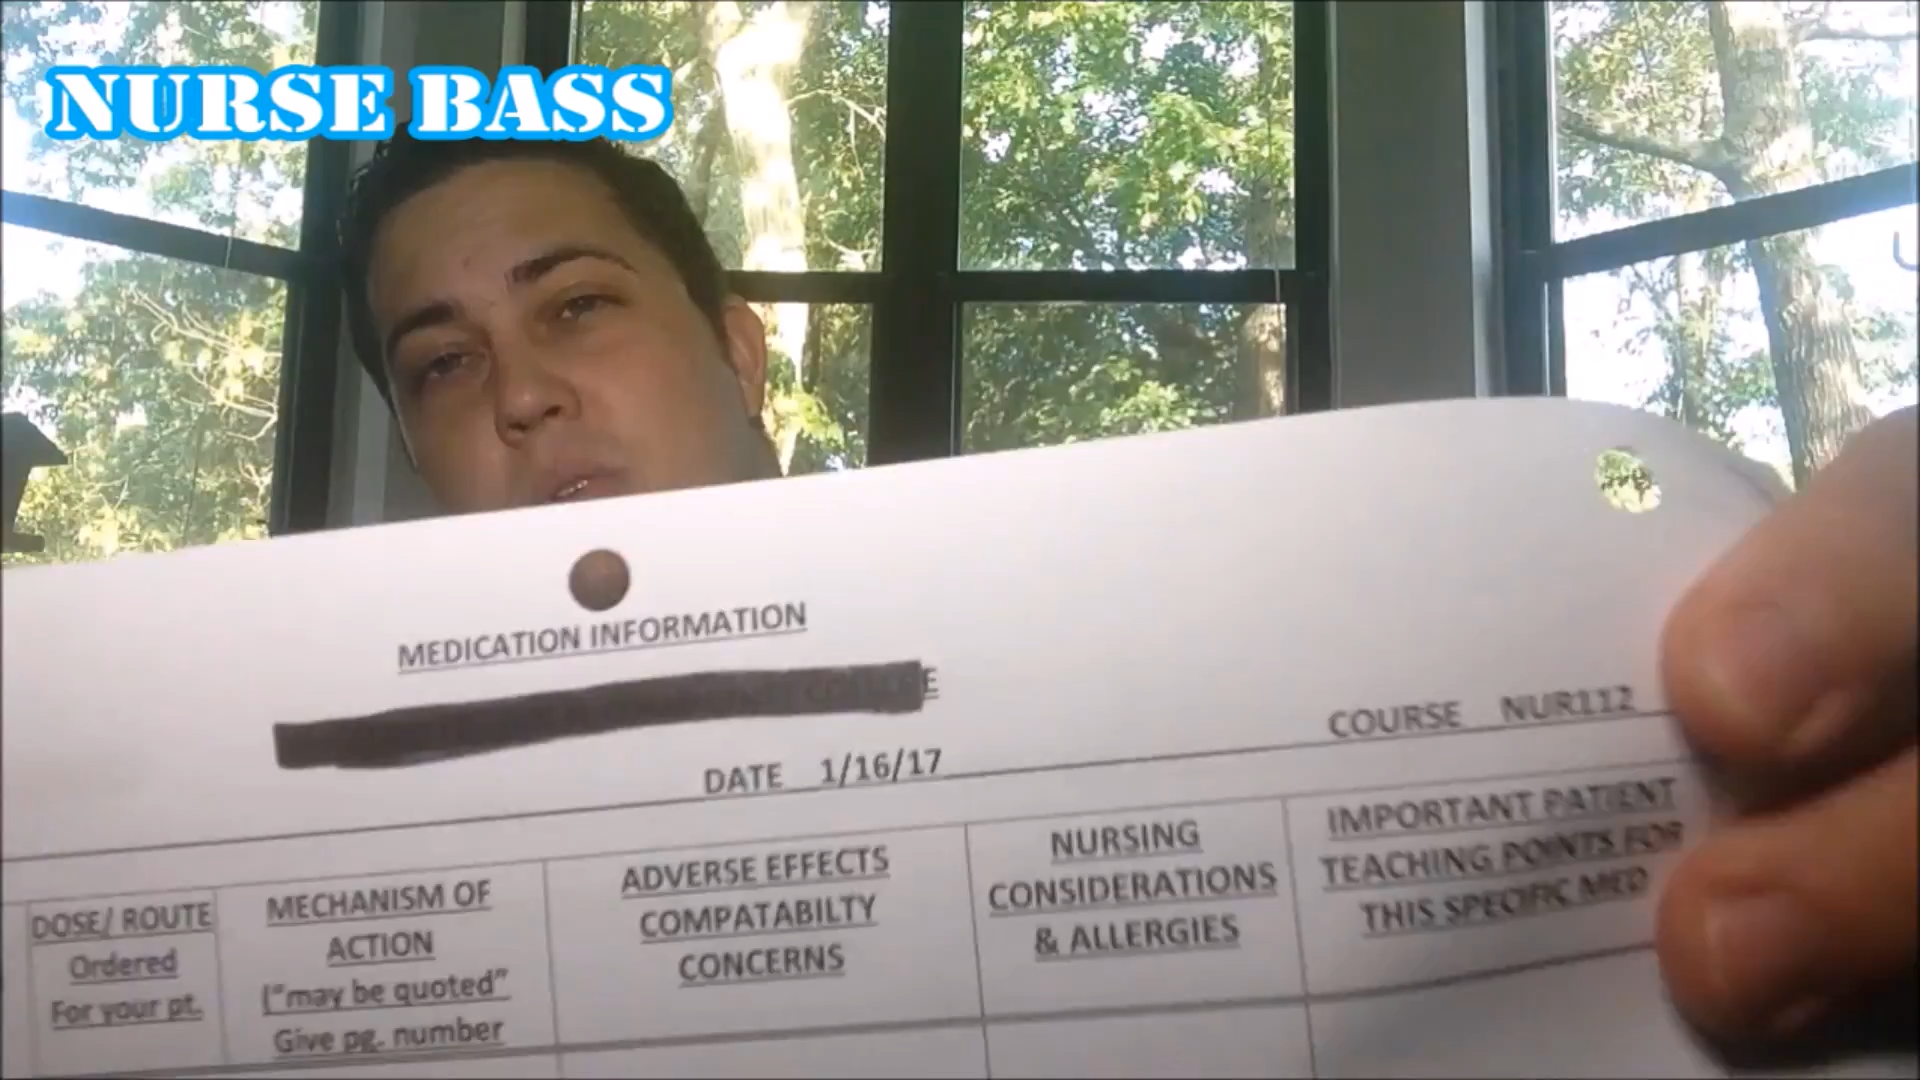 NURSE BASS
MEDICATION INFORMATION
DATE 1/16/17
COURSE NUR112
DOSE/ ROUTE
Ordered
For your pt.
MECHANISM OF
ACTION
("may be quoted"
Give pg. number
ADVERSE EFFECTS
COMPATABILTY
CONCERNS
NURSING
CONSIDERATIONS
& ALLERGIES
IMPORTANT PATIENT
TEACHING POINTS FOR
THIS SPECIFIC MED